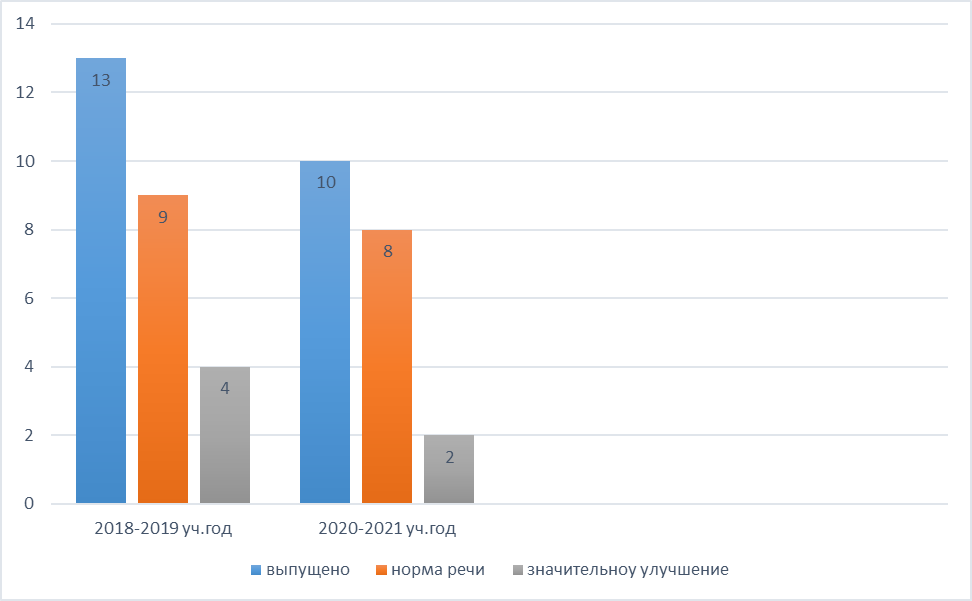 14
12
10
8
6
4
2
0
13
9
4
10
8
2
2018-2019 уч.год
2020-2021 уч.год
выпущено
норма речи
значительноу улучшение